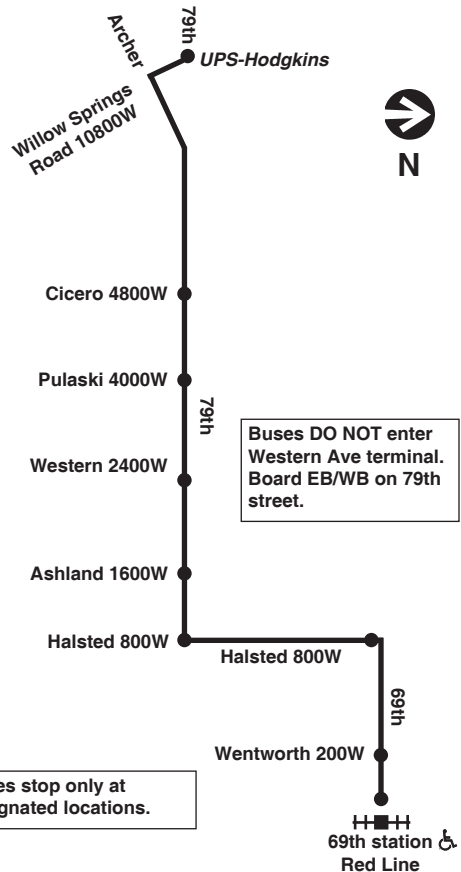 79th
Archer
UPS-Hodgkins
Willow Springs
Road 10800W
N
Cicero 4800W
Pulaski 4000W
79th
Buses DO NOT enter
Western Ave terminal.
Board EB/WB on 79th
street.
Western 2400W
Ashland 1600W
Halsted 800W
Halsted 800W
69th
Wentworth 200W
stop only at
locations.
69th station
Red Line